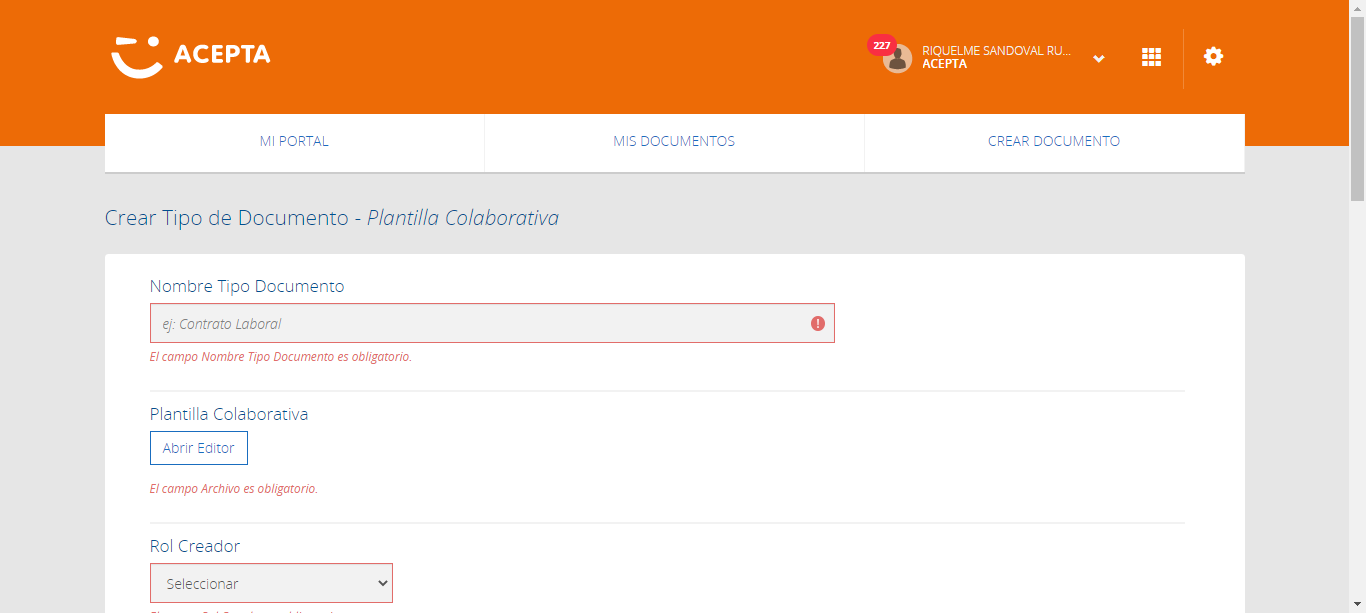 ACEPTA
227
RIQUELME SANDOVAL RU...
ACEPTA
MI PORTAL
MIS DOCUMENTOS
CREAR DOCUMENTO
Crear Tipo de Documento - Plantilla Colaborativa
Nombre Tipo Documento
ej: Contrato Laboral
El campo Nombre Tipo Documento es obligatorio.
Plantilla Colaborativa
Abrir Editor
El campo Archivo es obligatorio.
Rol Creador
Seleccionar